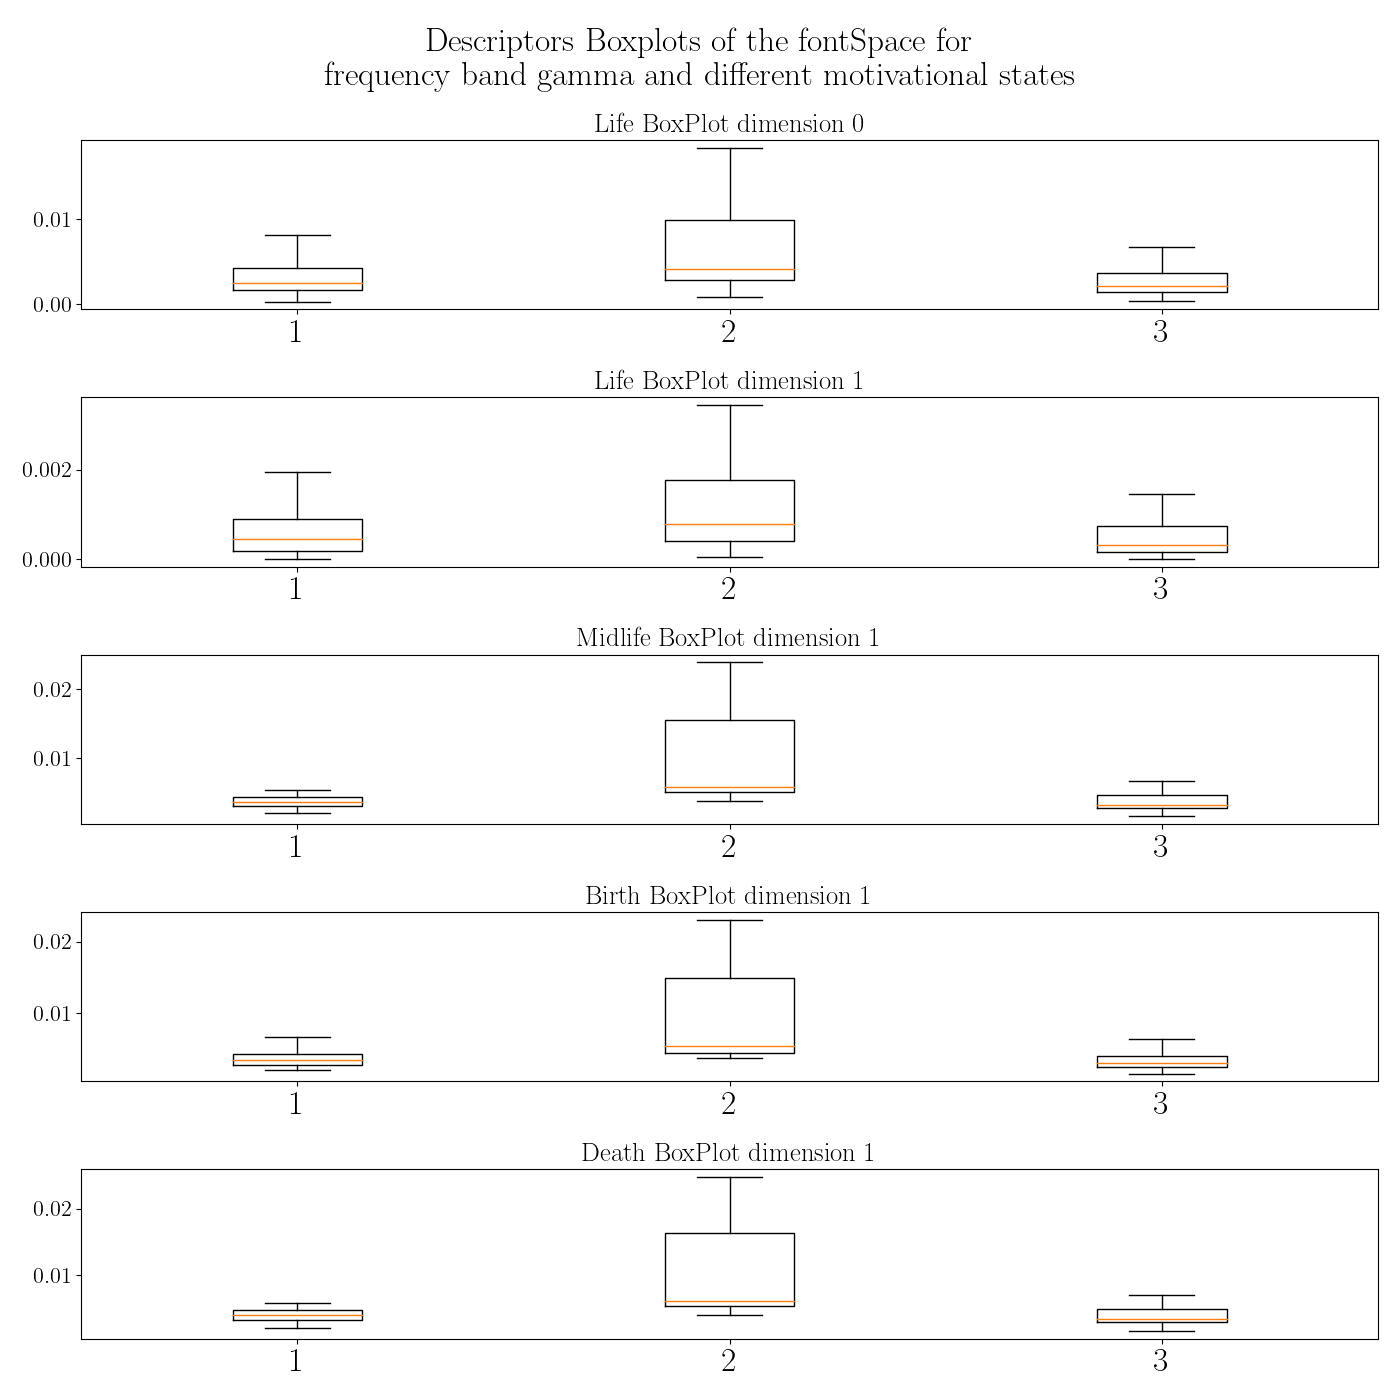 Descriptors Boxplots of the fontSpace for
frequency band gamma and different motivational states
Life BoxPlot dimension 0
0.01
0.00
1 2 3
Life BoxPlot dimension 1
0.002
0.000
1 2 3
Midlife BoxPlot dimension 1
0.02
0.01
1 2 3
Birth BoxPlot dimension 1
0.02
0.01
1 2 3
Death BoxPlot dimension 1
0.02
0.01
1 2 3